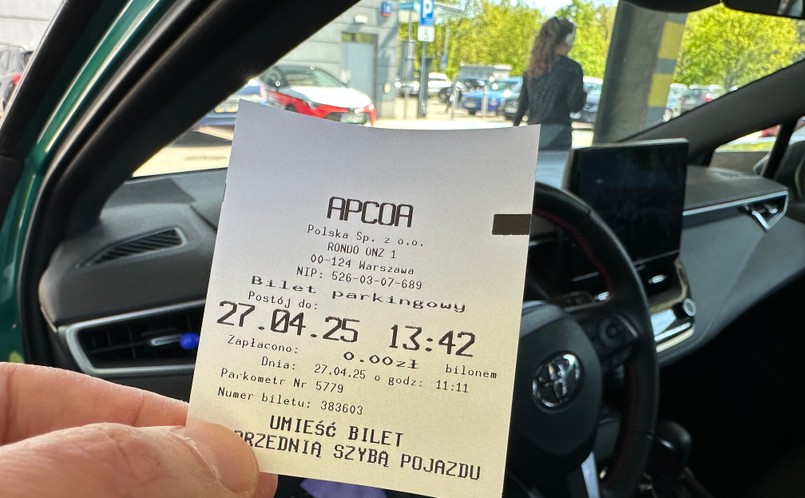 P
APCOA
Polska Sp. z o.o.
RONDO ONZ 1
00-124 Warszawa
NIP: 526-03-07-689
Bilet parkingowy
Postój do:
27.04.25 13:42
Zapłacono: 0.00zł bilonem
Dnia: 27.04.25 o godz: 11:11
Parkometr Nr 5779
Numer biletu: 383603
UMIEŚĆ BILET
PRZEDNIĄ SZYBĄ POJAZDU